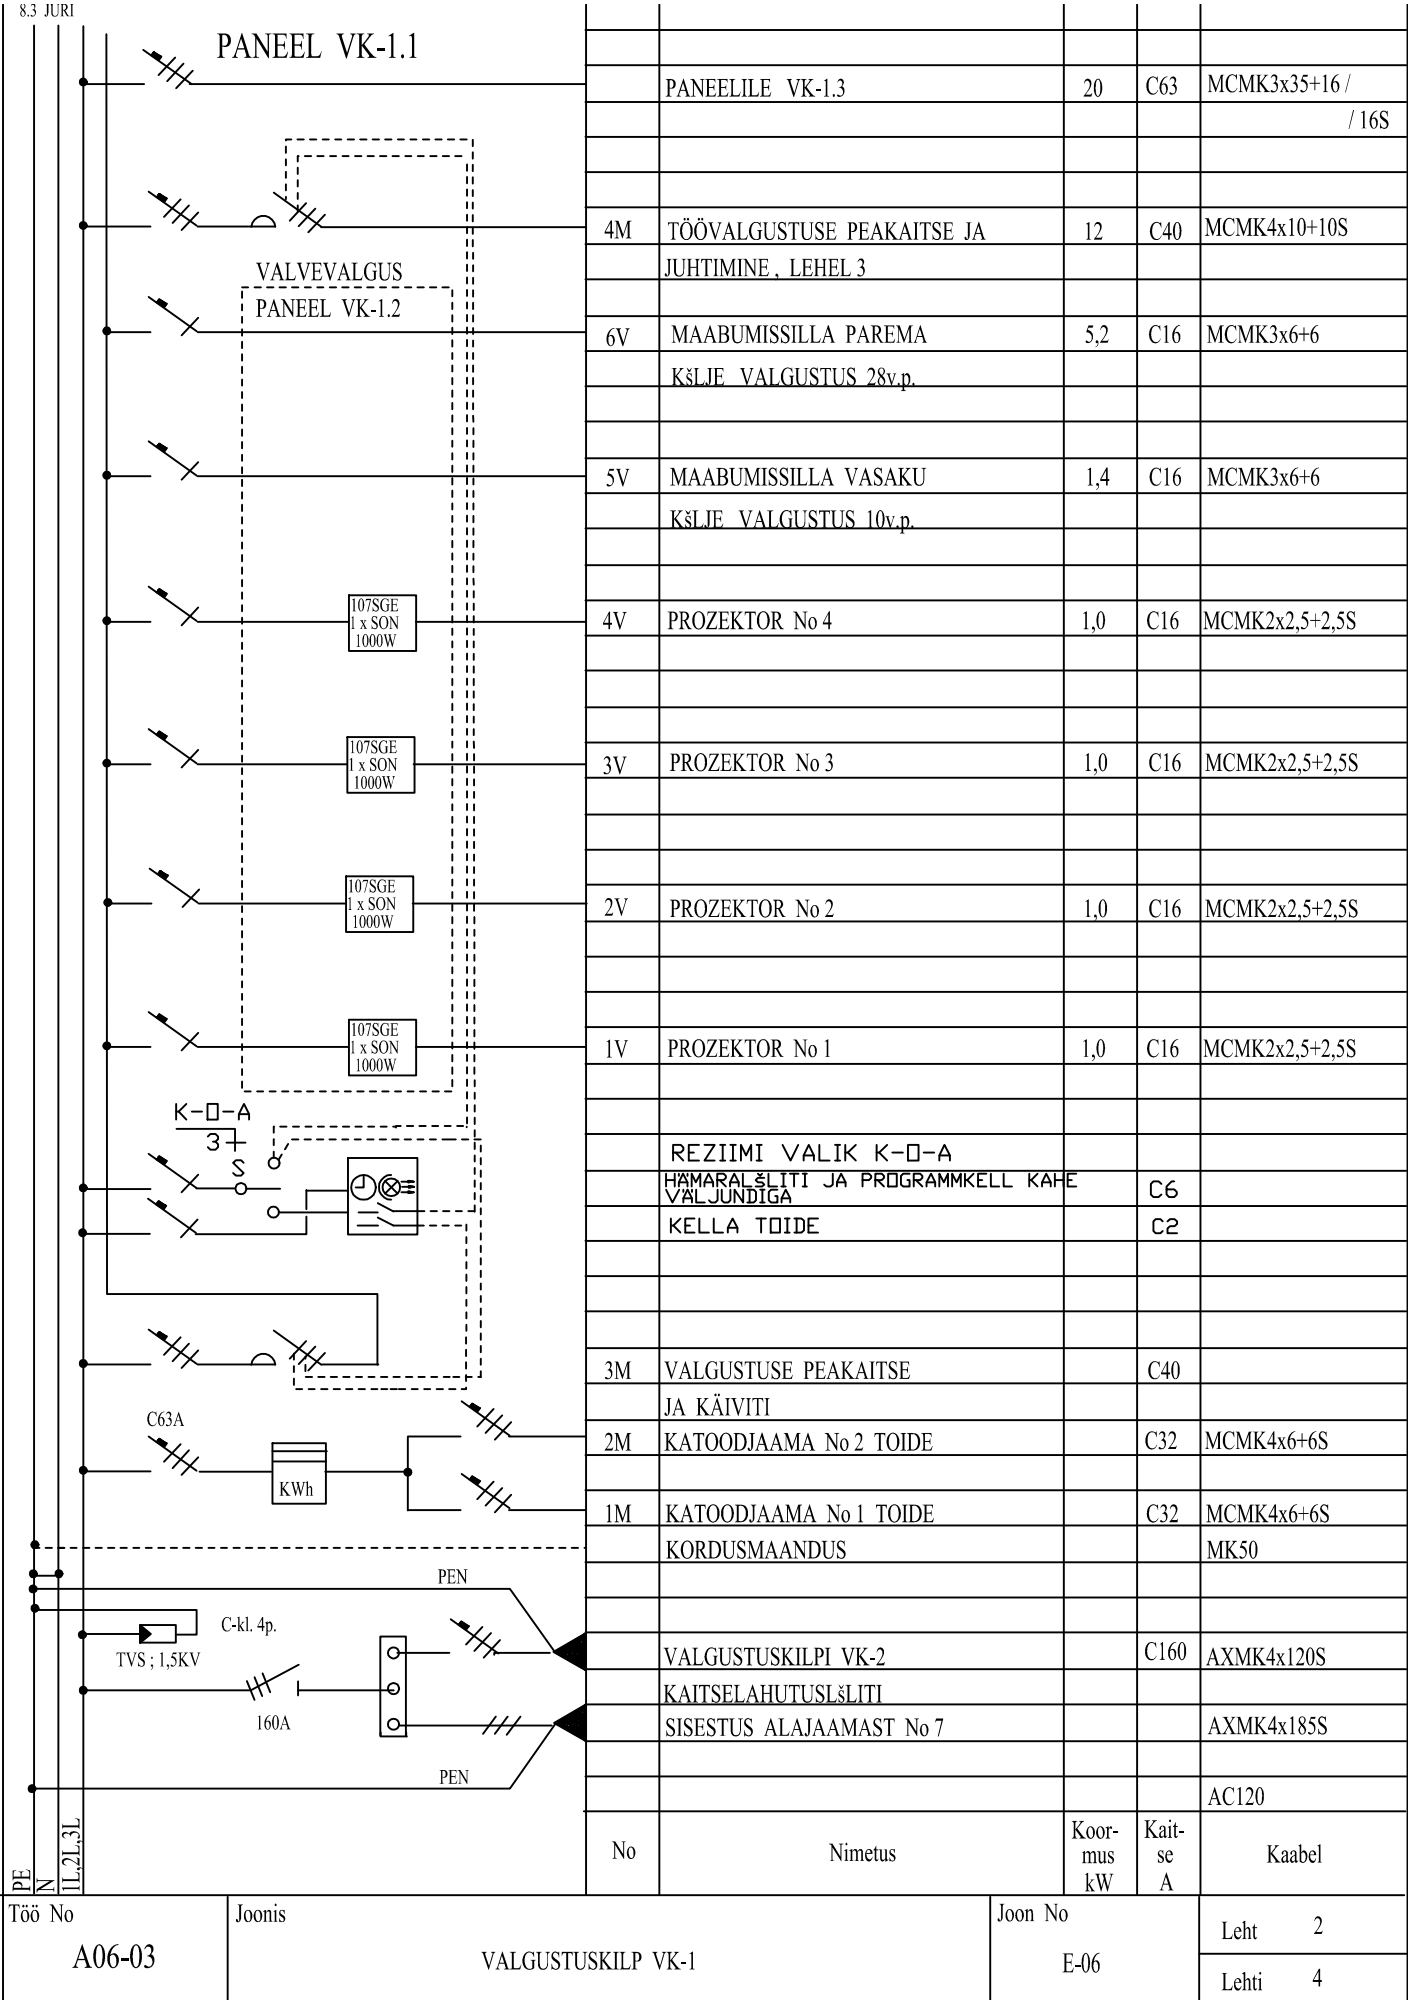 8.3 JURI
PANEEL VK-1.1
PANEELILE VK-1.3 20 C63 MCMK3x35+16 /
/ 16S
4M TÖÖVALGUSTUSE PEAKAITSE JA 12 C40 MCMK4x10+10S
JUHTIMINE , LEHEL 3
VALVEVALGUS
PANEEL VK-1.2
6V MAABUMISSILLA PAREMA 5,2 C16 MCMK3x6+6
KšLJE VALGUSTUS 28v.p.
5V MAABUMISSILLA VASAKU 1,4 C16 MCMK3x6+6
KšLJE VALGUSTUS 10v.p.
107SGE
1 x SON
1000W
4V PROZEKTOR No 4 1,0 C16 MCMK2x2,5+2,5S
107SGE
1 x SON
1000W
3V PROZEKTOR No 3 1,0 C16 MCMK2x2,5+2,5S
107SGE
1 x SON
1000W
2V PROZEKTOR No 2 1,0 C16 MCMK2x2,5+2,5S
107SGE
1 x SON
1000W
1V PROZEKTOR No 1 1,0 C16 MCMK2x2,5+2,5S
K-O-A
3
S
REZIIMI VALIK K-O-A
HÄMARALšLITI JA PROGRAMMKELL KAHE
VÄLJUNDIGA C6
KELLA TOIDE C2
3M VALGUSTUSE PEAKAITSE C40
JA KÄIVITI
C63A
KWh
2M KATOODJAAMA No 2 TOIDE C32 MCMK4x6+6S
1M KATOODJAAMA No 1 TOIDE C32 MCMK4x6+6S
KORDUSMAANDUS MK50
PEN
C-kl. 4p.
TVS ; 1,5KV
VALGUSTUSKILPI VK-2 C160 AXMK4x120S
KAITSELAHUTUSLšLITI
160A
SISESTUS ALAJAAMAST No 7 AXMK4x185S
PEN
AC120
PE
N
1L,2L,3L
No Nimetus Koor-
mus
kW Kait-
se
A Kaabel
Töö No
A06-03
Joonis
VALGUSTUSKILP VK-1
Joon No
E-06
Leht 2
Lehti 4